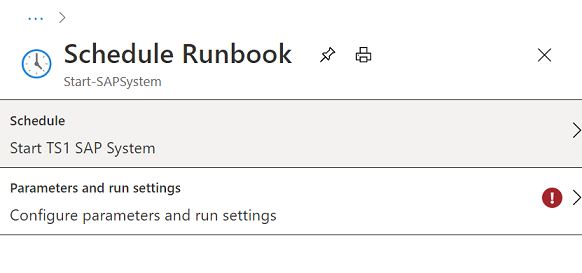 ...
Schedule Runbook
Start-SAPSystem
Schedule
Start TS1 SAP System
Parameters and run settings
Configure parameters and run settings